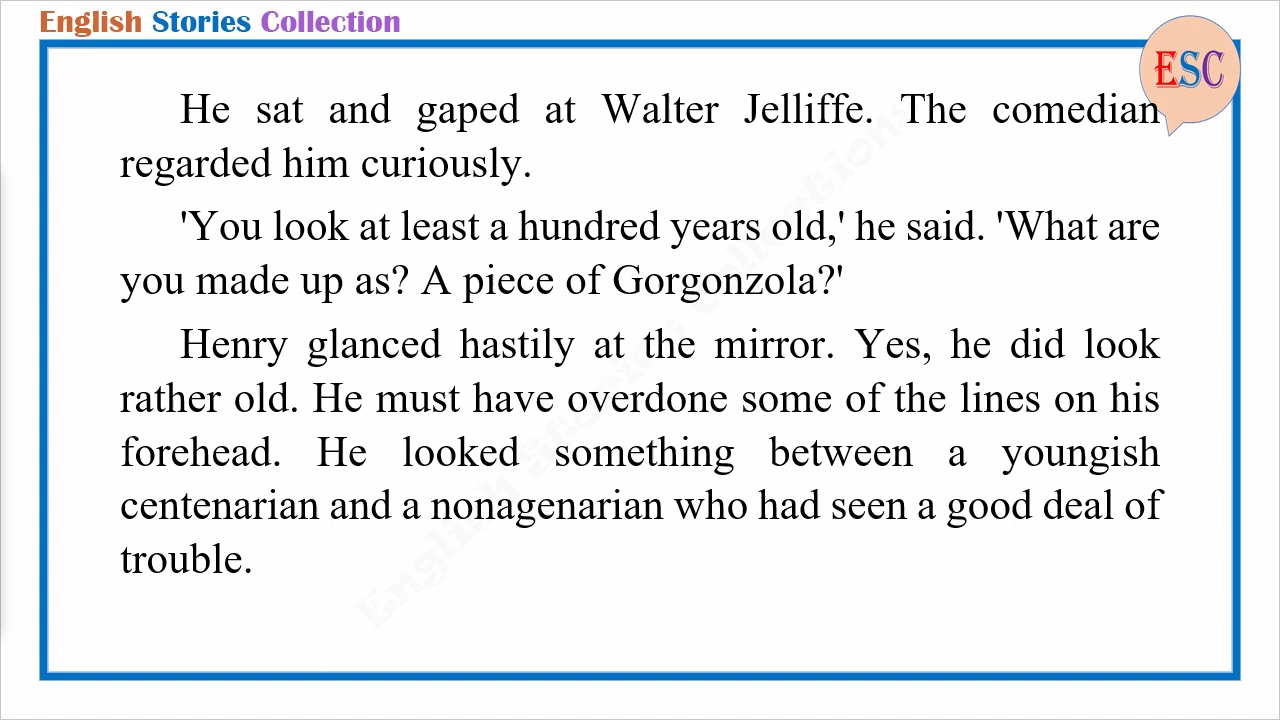 English Stories Collection
ESC
He sat and gaped at Walter Jelliffe. The comedian
regarded him curiously.
'You look at least a hundred years old,' he said. 'What are
you made up as? A piece of Gorgonzola?'
Henry glanced hastily at the mirror. Yes, he did look
rather old. He must have overdone some of the lines on his
forehead. He looked something between a youngish
centenarian and a nonagenarian who had seen a good deal of
trouble.
English Stories Collection